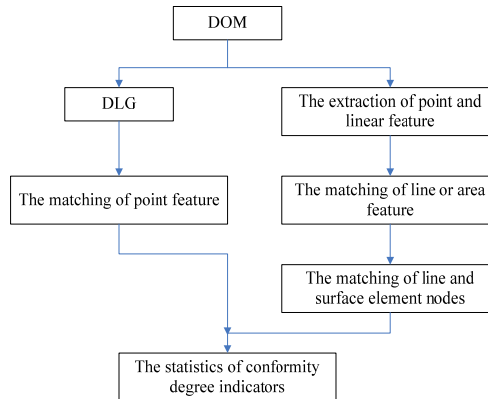 DOM
DLG
The extraction of point and
linear feature
The matching of point feature
The matching of line or area
feature
The matching of line and
surface element nodes
The statistics of conformity
degree indicators